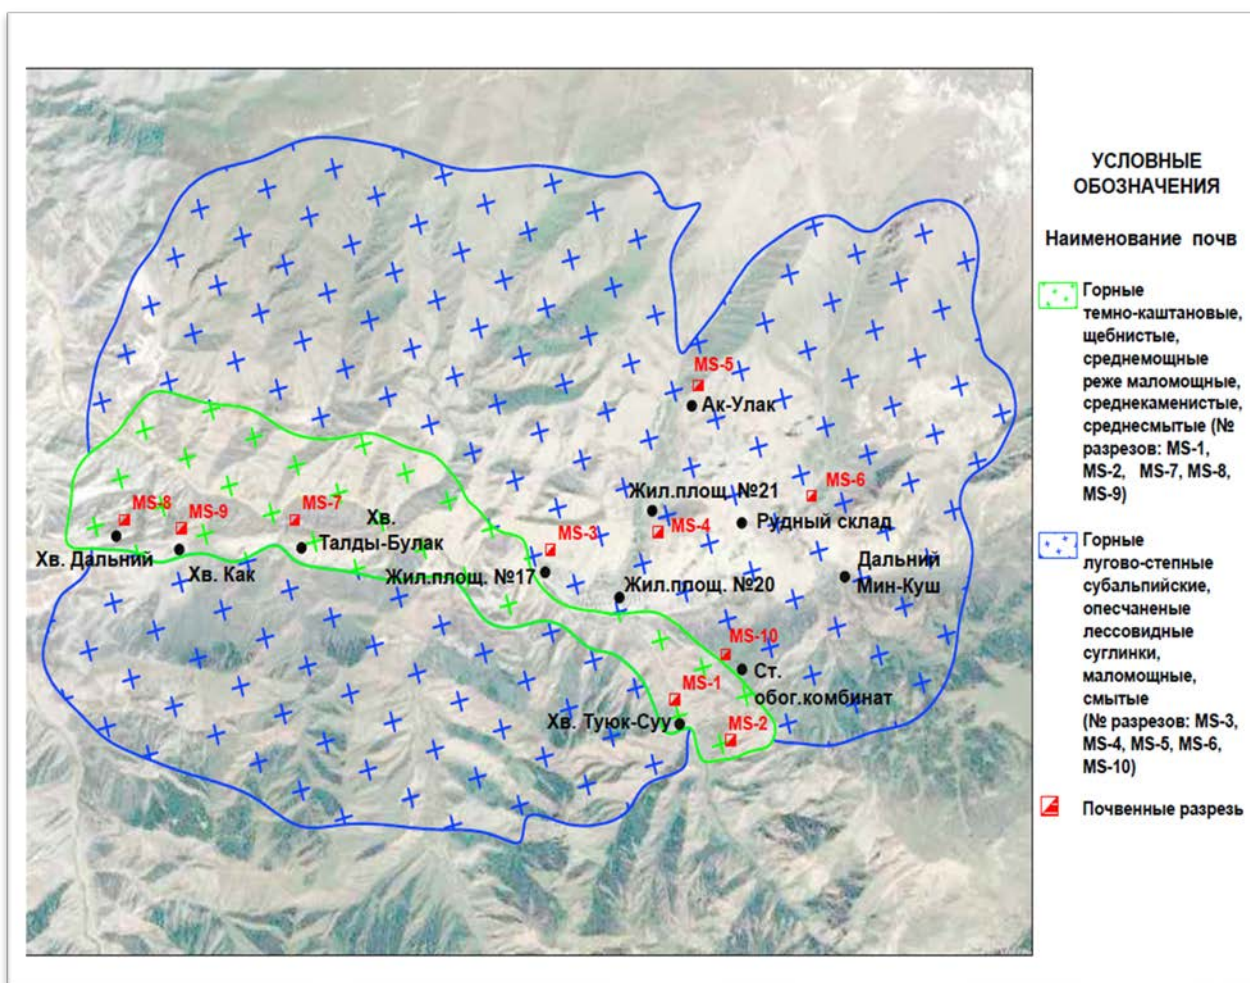 УСЛОВНЫЕ
ОБОЗНАЧЕНИЯ
Наименование почв
Горные
темно-каштановые,
щебнистые,
среднемощные
реже маломощные,
среднекаменистые,
среднесмытые (№
разрезов: MS-1,
MS-2, MS-7, MS-8,
MS-9)
Горные
лугово-степные
субальпийские,
опесчаненые
лессовидные
суглинки,
маломощные,
смытые
(№ разрезов: MS-3,
MS-4, MS-5, MS-6,
MS-10)
Почвенные разрезы
MS-5
Ак-Улак
MS-6
Жил.площ. №21
MS-8
MS-9
MS-7
Хв.
Талды-Булак
MS-3
MS-4
Рудный склад
Хв. Дальний
Хв. Как
Жил.площ. №17
Жил.площ. №20
Дальний
Мин-Куш
MS-10
Ст.
обог.комбинат
MS-1
Хв. Туюк-Суу
MS-2